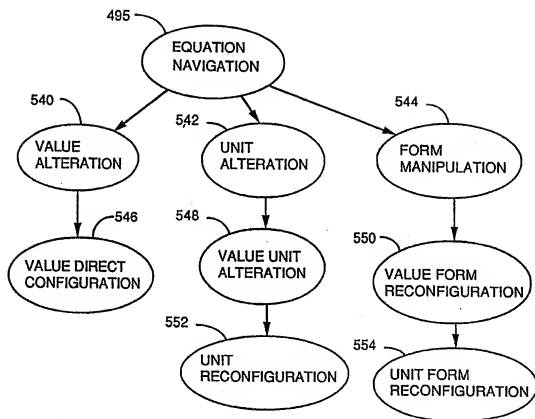 495
EQUATION
NAVIGATION
540
VALUE
ALTERATION
542
UNIT
ALTERATION
544
FORM
MANIPULATION
546
VALUE DIRECT
CONFIGURATION
548
VALUE UNIT
ALTERATION
550
VALUE FORM
RECONFIGURATION
552
UNIT
RECONFIGURATION
554
UNIT FORM
RECONFIGURATION